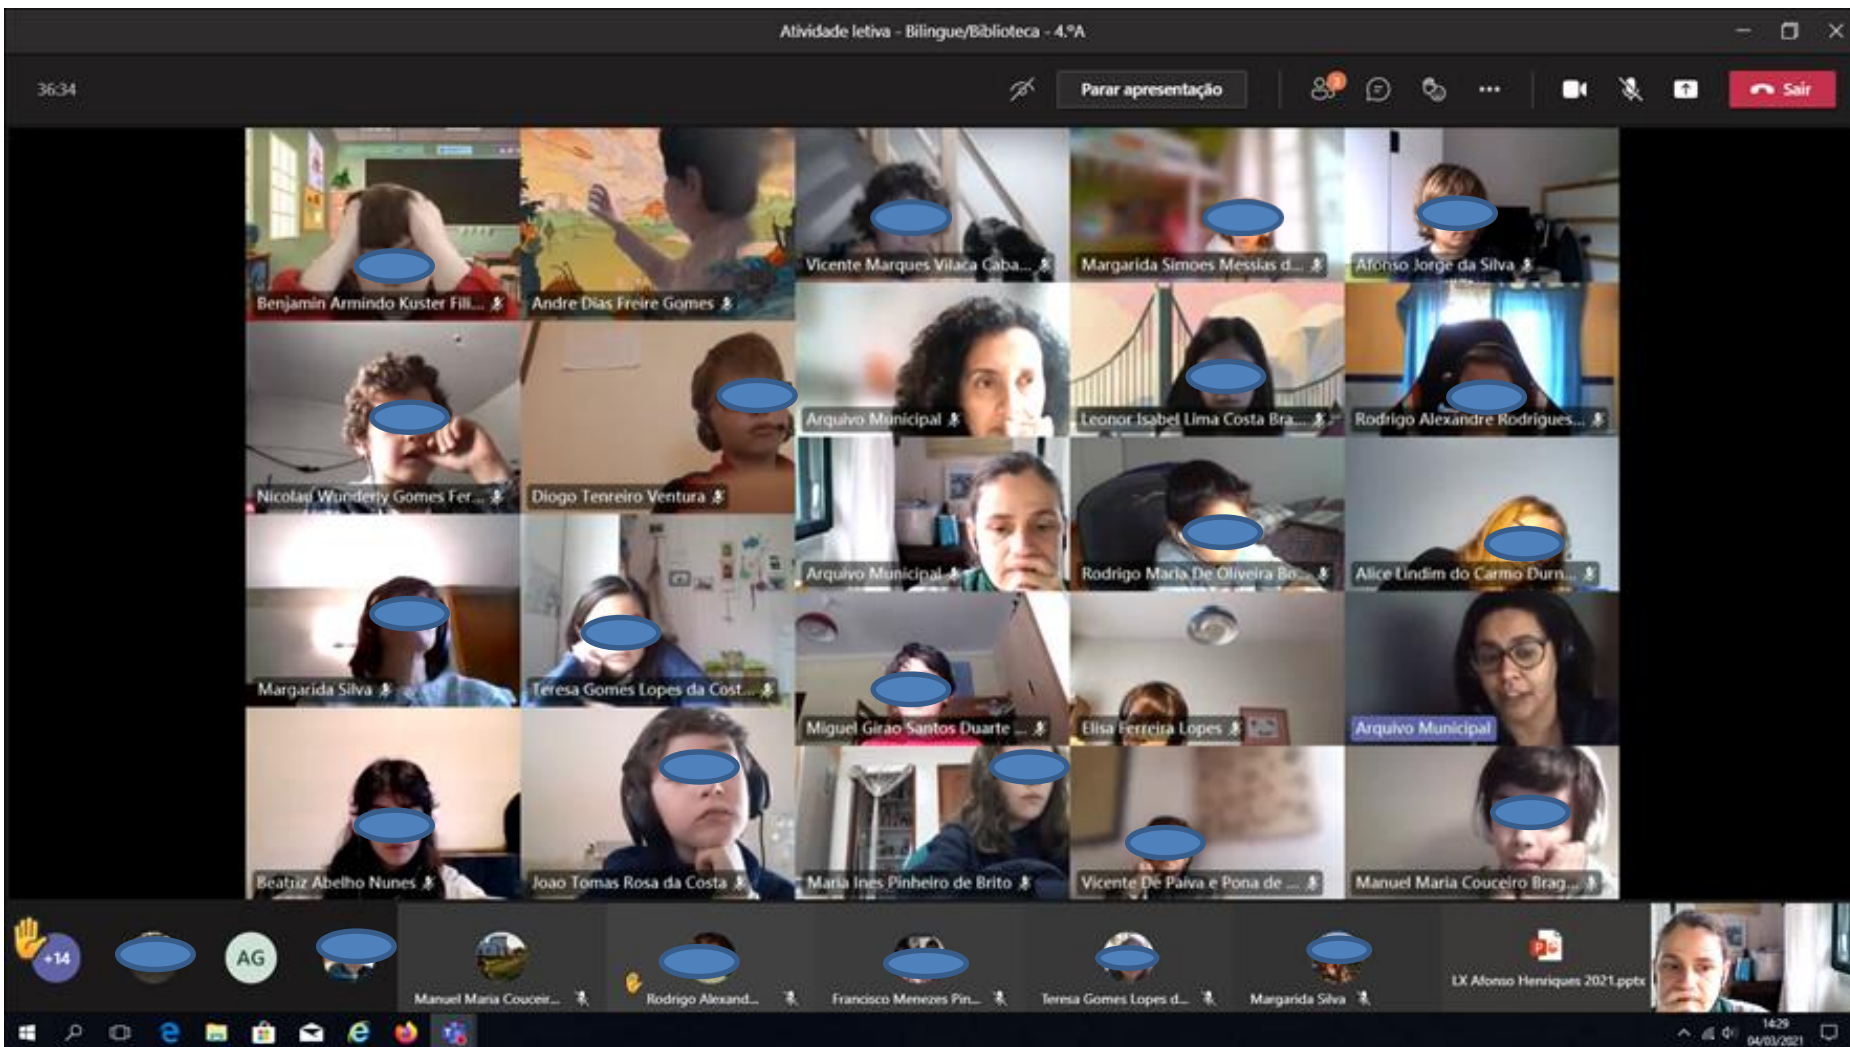 Atividade letiva - Bilingue/Biblioteca - 4.ºA
36:34
Parar apresentação
3
Sair
Benjamin Armindo Kuster Fili...
Andre Dias Freire Gomes
Vicente Marques Vilaca Caba...
Margarida Simoes Messias d...
Afonso Jorge da Silva
Arquivo Municipal
Leonor Isabel Lima Costa Bra...
Rodrigo Alexandre Rodrigues...
Nicolau Wunderly Gomes Fer...
Diogo Tenreiro Ventura
Arquivo Municipal
Rodrigo Maria De Oliveira Bo...
Alice Lindim do Carmo Durn...
Margarida Silva
Teresa Gomes Lopes da Cost...
Miguel Girao Santos Duarte ...
Elisa Ferreira Lopes
Arquivo Municipal
Beatriz Abelho Nunes
Joao Tomas Rosa da Costa
Maria Ines Pinheiro de Brito
Vicente De Paiva e Pona de ...
Manuel Maria Couceiro Brag...
+14
AG
Manuel Maria Couceir...
Rodrigo Alexand...
Francisco Menezes Pin...
Teresa Gomes Lopes d...
Margarida Silva
LX Afonso Henriques 2021.pptx
14:29
04/03/2021